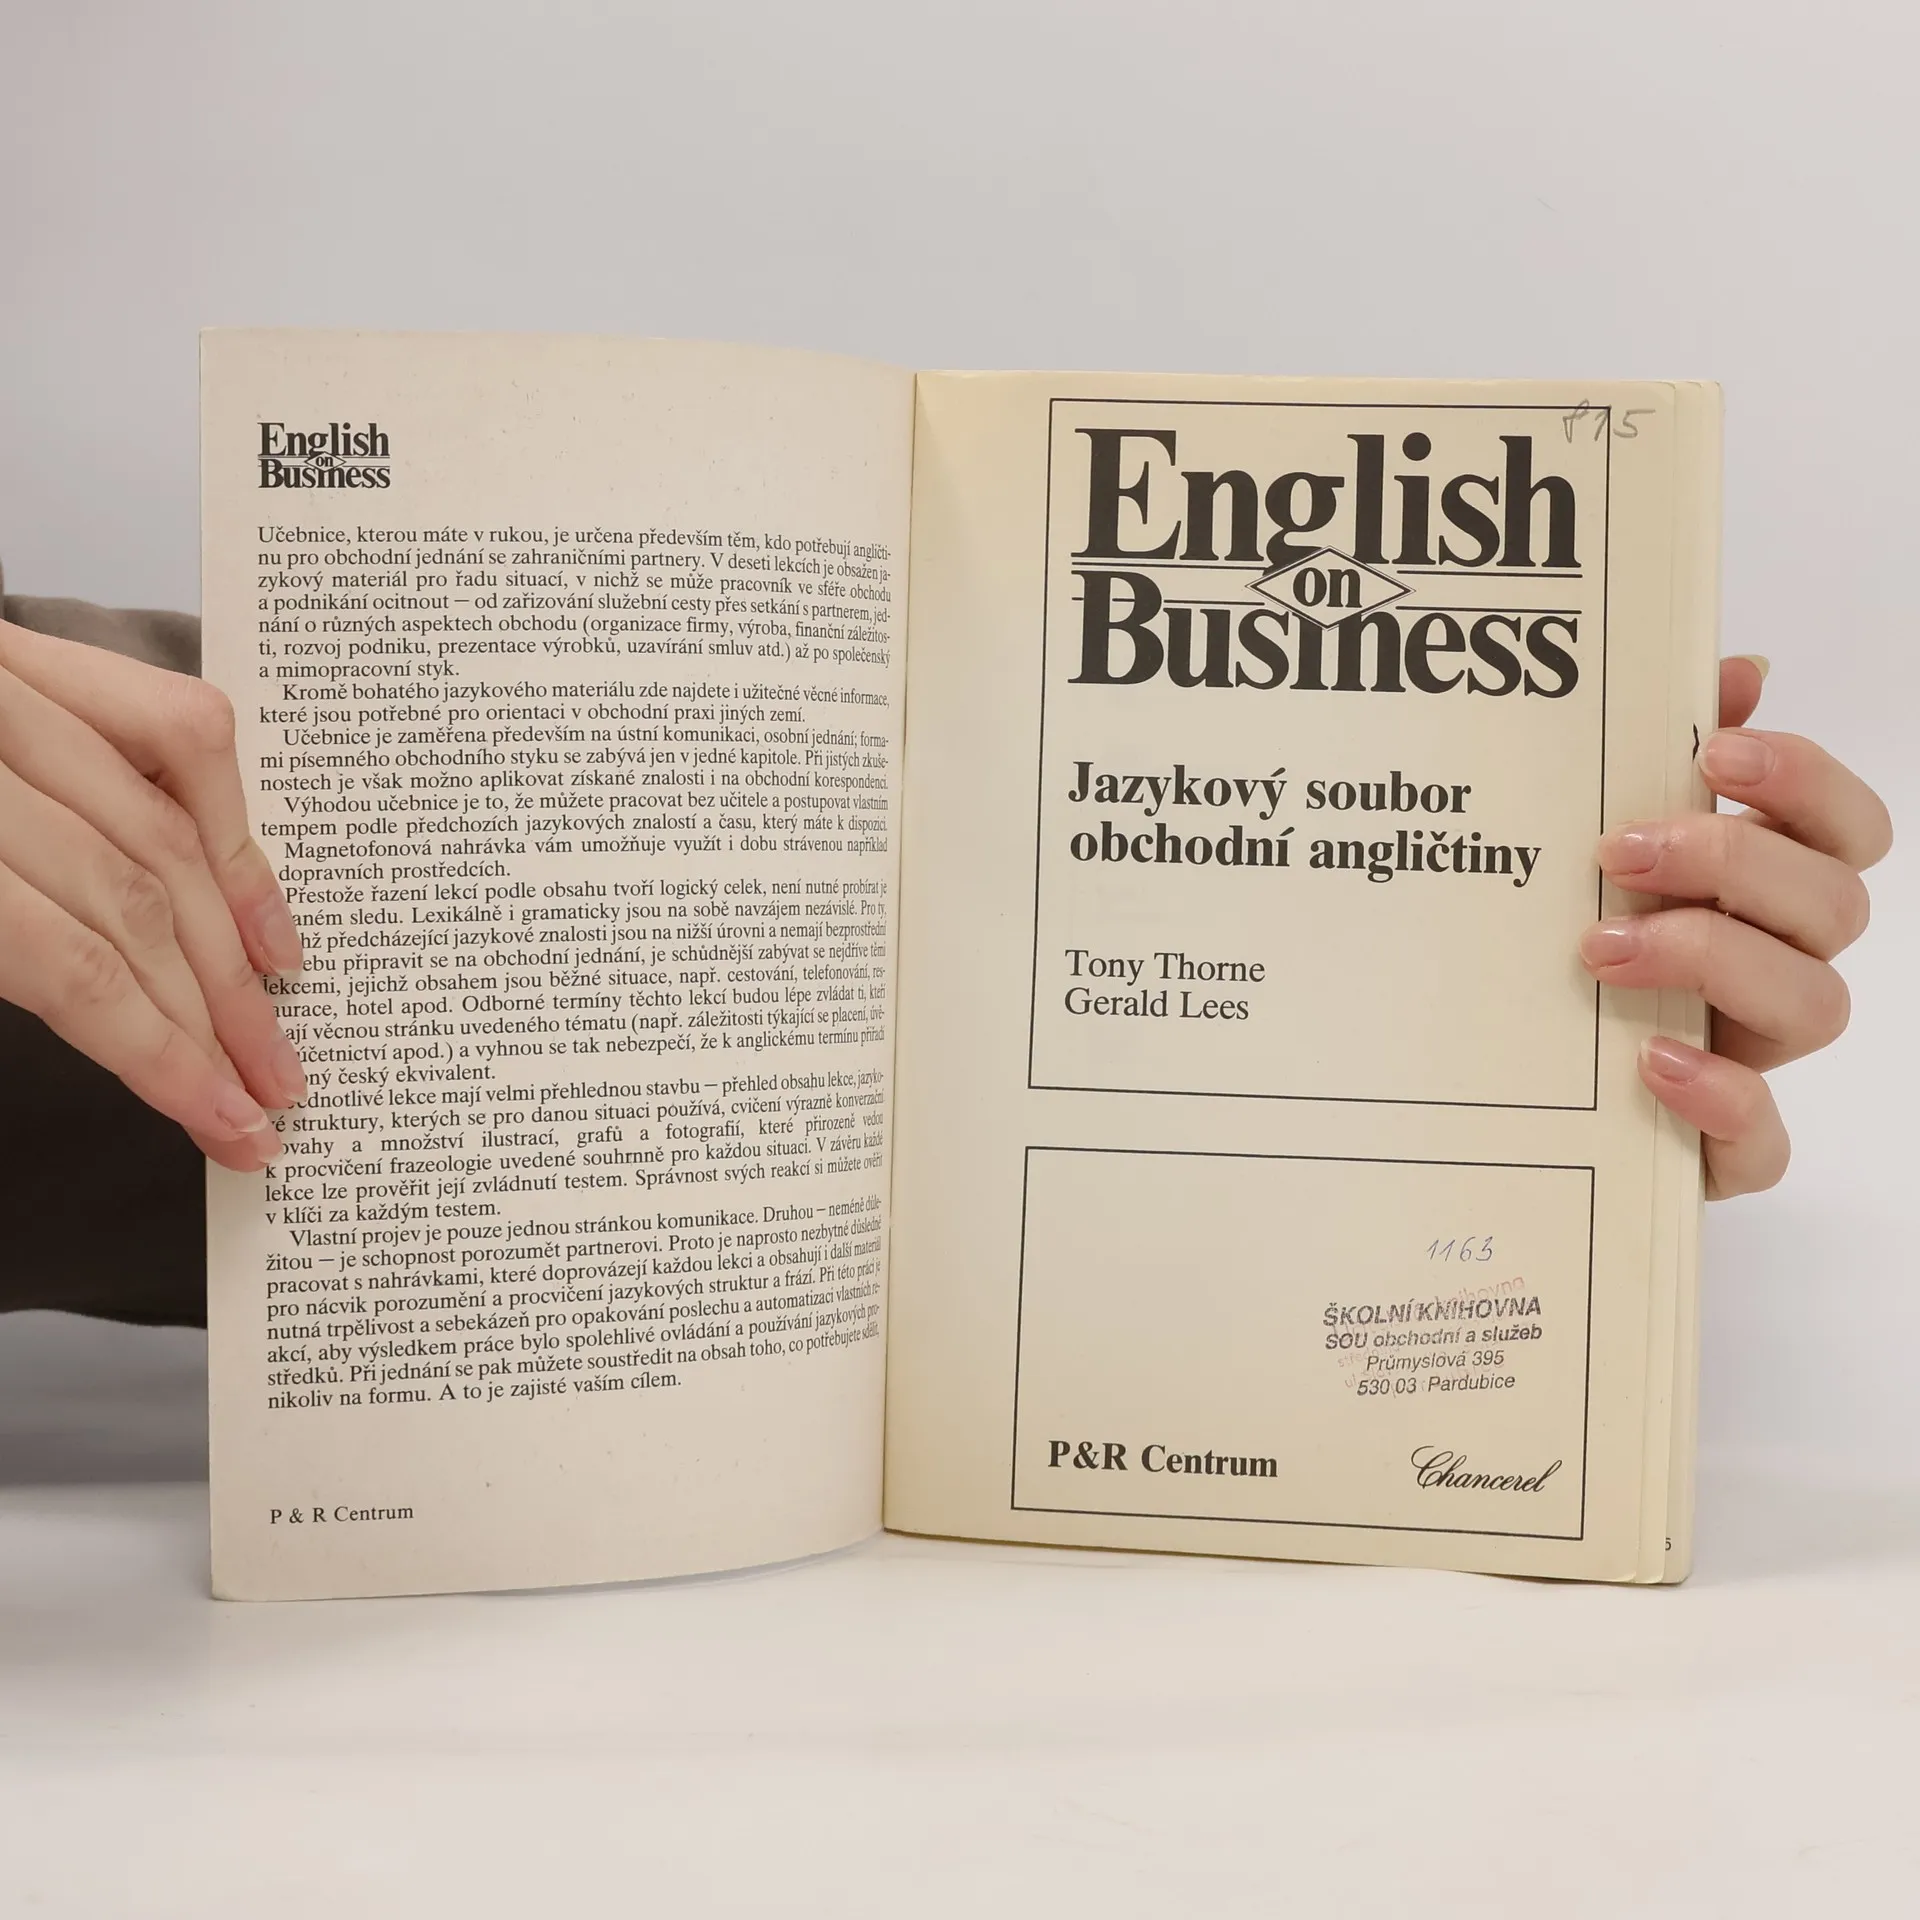 English
on
Business
Učebnice, kterou máte v rukou, je určena především těm, kdo potřebují angličti-
nu pro obchodní jednání se zahraničními partnery. V deseti lekcích je obsažen ja-
zykový materiál pro řadu situací, v nichž se může pracovník ve sféře obchodu
a podnikání ocitnout — od zařizování služební cesty přes setkání s partnerem, jed-
nání o různých aspektech obchodu (organizace firmy, výroba, finanční záležitos-
ti, rozvoj podniku, prezentace výrobků, uzavírání smluv atd.) až po společenský
a mimopracovní styk.
Kromě bohatého jazykového materiálu zde najdete i užitečné věcné informace,
které jsou potřebné pro orientaci v obchodní praxi jiných zemí.
Učebnice je zaměřena především na ústní komunikaci, osobní jednání; forma-
mi písemného obchodního styku se zabývá jen v jedné kapitole. Při jistých zkuše-
nostech je však možno aplikovat získané znalosti i na obchodní korespondenci.
Výhodou učebnice je to, že můžete pracovat bez učitele a postupovat vlastním
tempem podle předchozích jazykových znalostí a času, který máte k dispozici.
Magnetofonová nahrávka vám umožňuje využít i dobu strávenou například
dopravních prostředcích.
Přestože řazení lekcí podle obsahu tvoří logický celek, není nutné probírat je
aném sledu. Lexikálně i gramaticky jsou na sobě navzájem nezávislé. Pro ty,
hž předcházející jazykové znalosti jsou na nižší úrovni a nemají bezprostřední
ebu připravit se na obchodní jednání, je schůdnější zabývat se nejdříve těmi
lekcemi, jejichž obsahem jsou běžné situace, např. cestování, telefonování, res-
aurace, hotel apod. Odborné termíny těchto lekcí budou lépe zvládat ti, kteří
ají věcnou stránku uvedeného tématu (např. záležitosti týkající se placení, úvě-
účetnictví apod.) a vyhnou se tak nebezpečí, že k anglickému termínu přiřadí
ný český ekvivalent.
ednotlivé lekce mají velmi přehlednou stavbu — přehled obsahu lekce, jazyko-
é struktury, kterých se pro danou situaci používá, cvičení výrazně konverzační
ovahy a množství ilustrací, grafů a fotografií, které přirozeně vedou
k procvičení frazeologie uvedené souhrnně pro každou situaci. V závěru každé
lekce lze prověřit její zvládnutí testem. Správnost svých reakcí si můžete ověřit
v klíči za každým testem.
Vlastní projev je pouze jednou stránkou komunikace. Druhou — neméně důle-
žitou — je schopnost porozumět partnerovi. Proto je naprosto nezbytné důsledně
pracovat s nahrávkami, které doprovázejí každou lekci a obsahují i další materiál
pro nácvik porozumění a procvičení jazykových struktur a frází. Při této práci je
nutná trpělivost a sebekázeň pro opakování poslechu a automatizaci vlastních re-
akcí, aby výsledkem práce bylo spolehlivé ovládání a používání jazykových pro-
středků. Při jednání se pak můžete soustředit na obsah toho, co potřebujete sdělit,
nikoliv na formu. A to je zajisté vaším cílem.
P & R Centrum
815
English
on
Business
Jazykový soubor
obchodní angličtiny
Tony Thorne
Gerald Lees
1163
ŠKOLNÍ KNIHOVNA
SOU obchodní a služeb
Průmyslová 395
530 03 Pardubice
P&R Centrum
Chancerel